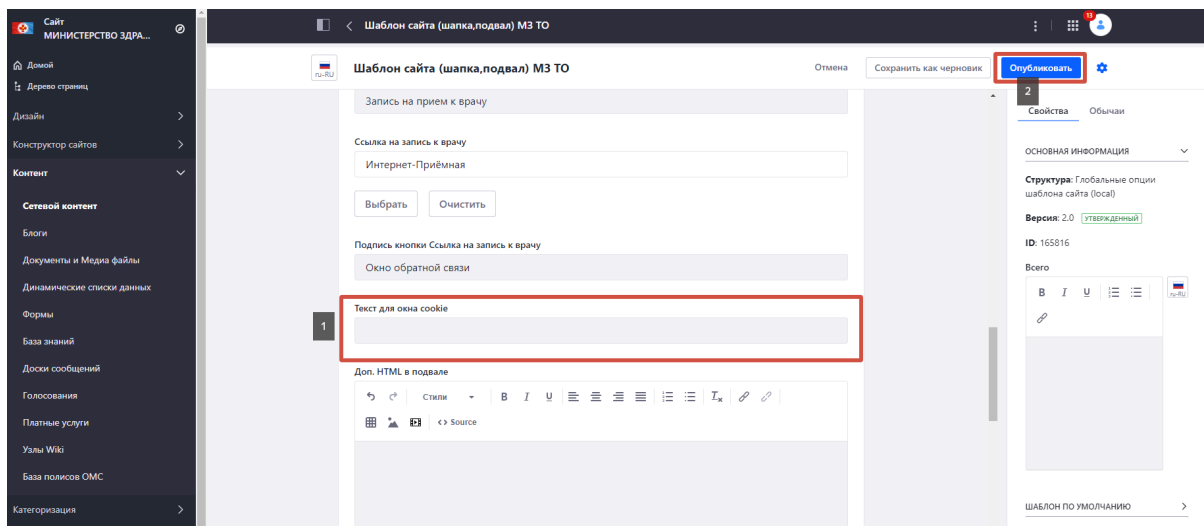 Сайт
МИНИСТЕРСТВО ЗДРА...
Домой
Дерево страниц
Дизайн
Конструктор сайтов
Контент
Сетевой контент
Блоги
Документы и Медиа файлы
Динамические списки данных
Формы
База знаний
Доски сообщений
Голосования
Платные услуги
Узлы Wiki
База полисов ОМС
Категоризация
Шаблон сайта (шапка,подвал) МЗ ТО
13
ru-RU
Шаблон сайта (шапка,подвал) МЗ ТО
Отмена
Сохранить как черновик
Опубликовать
2
Запись на прием к врачу
Ссылка на запись к врачу
Интернет-Приёмная
Выбрать
Очистить
Подпись кнопки Ссылка на запись к врачу
Окно обратной связи
1
Текст для окна cookie
Доп. HTML в подвале
Стили
B I U
Source
Свойства
Обычаи
ОСНОВНАЯ ИНФОРМАЦИЯ
Структура: Глобальные опции
шаблона сайта (local)
Версия: 2.0 УТВЕРЖДЕННЫЙ
ID: 165816
Всего
B I U
ru-RU
ШАБЛОН ПО УМОЛЧАНИЮ